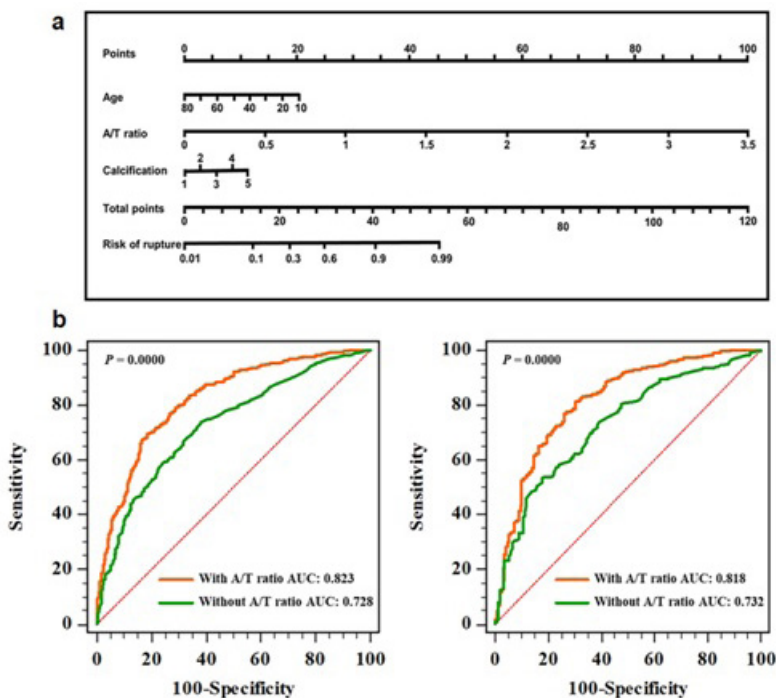 a
Points
0 20 40 60 80 100
Age
80 60 40 20 10
A/T ratio
0 0.5 1 1.5 2 2.5 3 3.5
Calcification
2 4
1 3 5
Total points
0 20 40 60 80 100 120
Risk of rupture
0.01 0.1 0.3 0.6 0.9 0.99
b
P = 0.0000
100
80
60
40
20
0
Sensitivity
With A/T ratio AUC: 0.823
Without A/T ratio AUC: 0.728
0 20 40 60 80 100
100-Specificity
P = 0.0000
100
80
60
40
20
0
Sensitivity
With A/T ratio AUC: 0.818
Without A/T ratio AUC: 0.732
0 20 40 60 80 100
100-Specificity